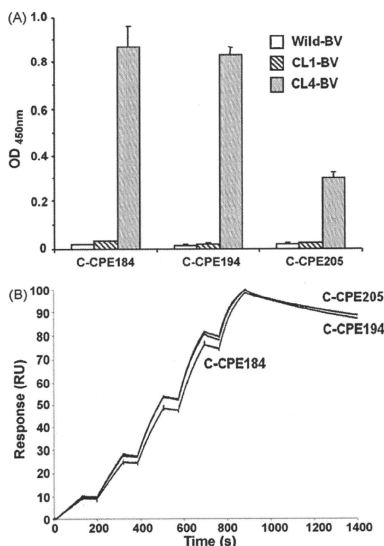 (A)
1.0
0.8
0.6
0.4
0.2
0
OD 450nm
Wild-BV
CL1-BV
CL4-BV
C-CPE184
C-CPE194
C-CPE205
(B)
100
90
80
70
60
50
40
30
20
10
0
Response (RU)
C-CPE205
C-CPE194
C-CPE184
0
200
400
600
800
1000
1200
1400
Time (s)